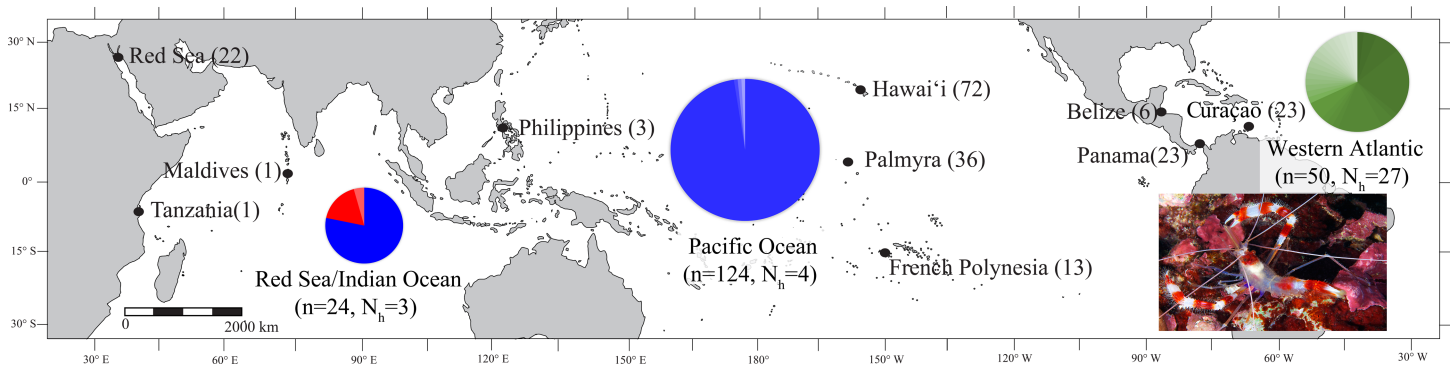 30° N
15° N
0°
15° S
30° S
Red Sea (22)
Maldives (1)
Tanzania(1)
Philippines (3)
Hawaiʻi (72)
Palmyra (36)
French Polynesia (13)
Belize (6)
Curaçao (23)
Panama(23)
Red Sea/Indian Ocean
(n=24, Nh=3)
Pacific Ocean
(n=124, Nh=4)
Western Atlantic
(n=50, Nh=27)
0 2000 km
30° E 60° E 90° E 120° E 150° E 180° 150° W 120° W 90° W 60° W 30° W